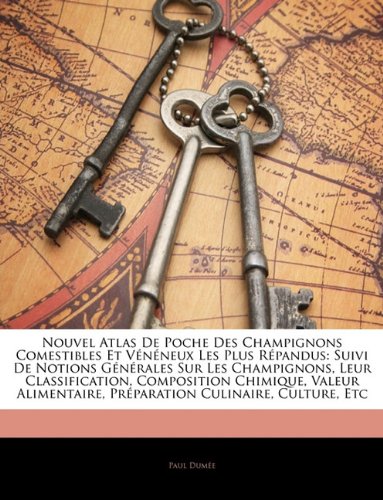 Nouvel Atlas De Poche Des Champignons
Comestibles Et Vénéneux Les Plus Répandus: Suivi
De Notions Générales Sur Les Champignons, Leur
Classification, Composition Chimique, Valeur
Alimentaire, Préparation Culinaire, Culture, Etc
Paul Dumée